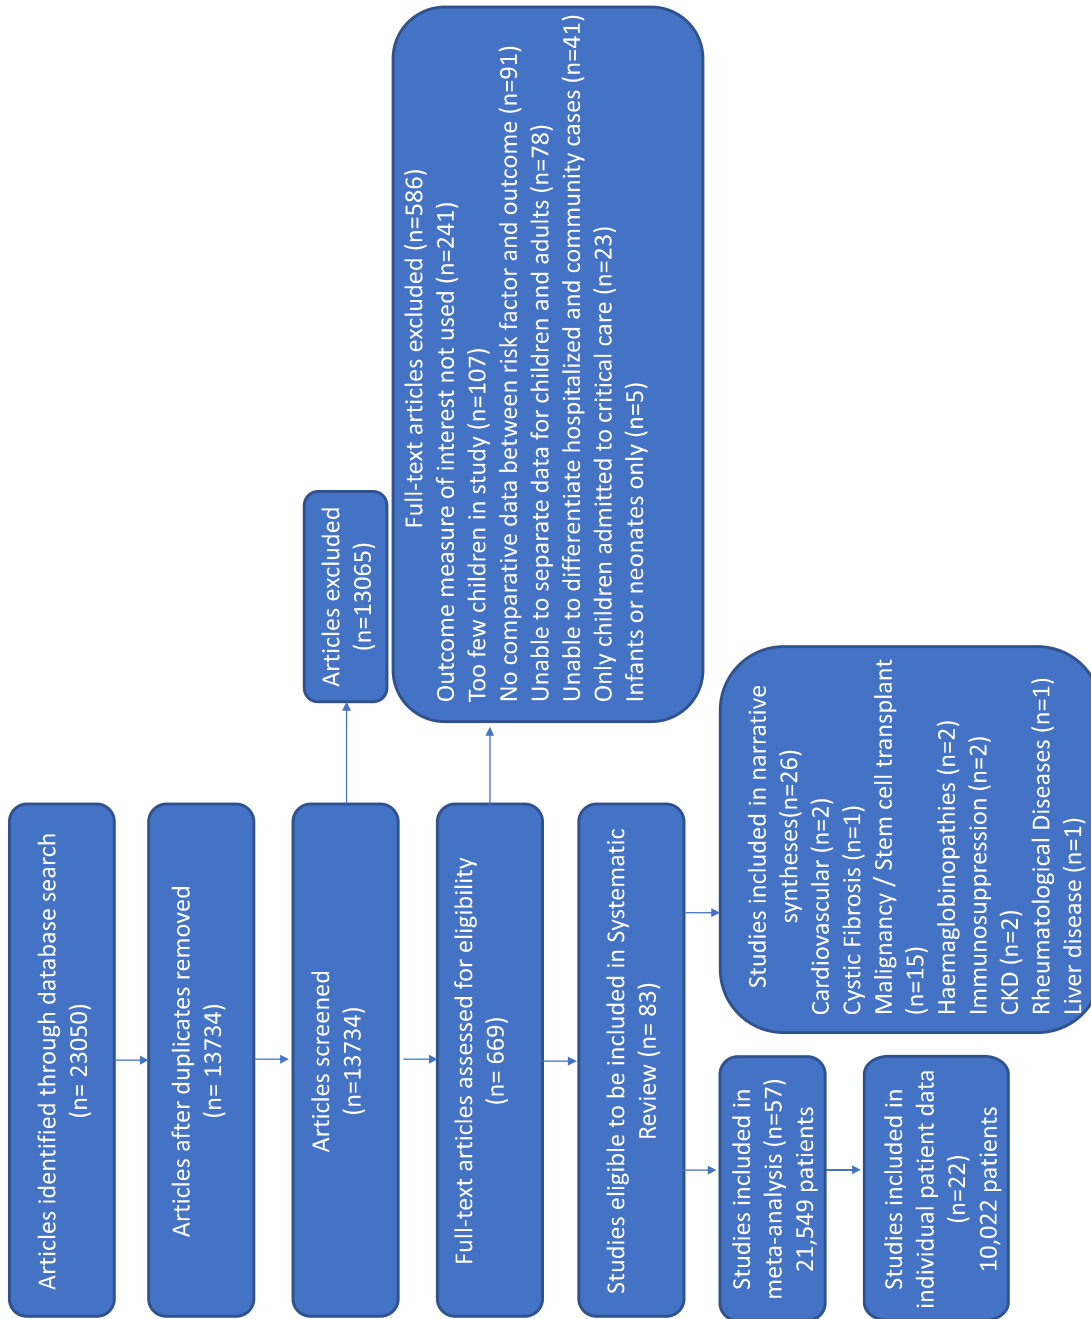 Articles identified through database search
(n= 23050)
Articles after duplicates removed
(n= 13734)
Articles screened
(n=13734)
Articles excluded
(n=13065)
Full-text articles assessed for eligibility
(n= 669)
Full-text articles excluded (n=586)
Outcome measure of interest not used (n=241)
Too few children in study (n=107)
No comparative data between risk factor and outcome (n=91)
Unable to separate data for children and adults (n=78)
Unable to differentiate hospitalized and community cases (n=41)
Only children admitted to critical care (n=23)
Infants or neonates only (n=5)
Studies eligible to be included in Systematic
Review (n= 83)
Studies included in
meta-analysis (n=57)
21,549 patients
Studies included in narrative
syntheses(n=26)
Cardiovascular (n=2)
Cystic Fibrosis (n=1)
Malignancy / Stem cell transplant
(n=15)
Haemaglobinopathies (n=2)
Immunosuppression (n=2)
CKD (n=2)
Rheumatological Diseases (n=1)
Liver disease (n=1)
Studies included in
individual patient data
(n=22)
10,022 patients